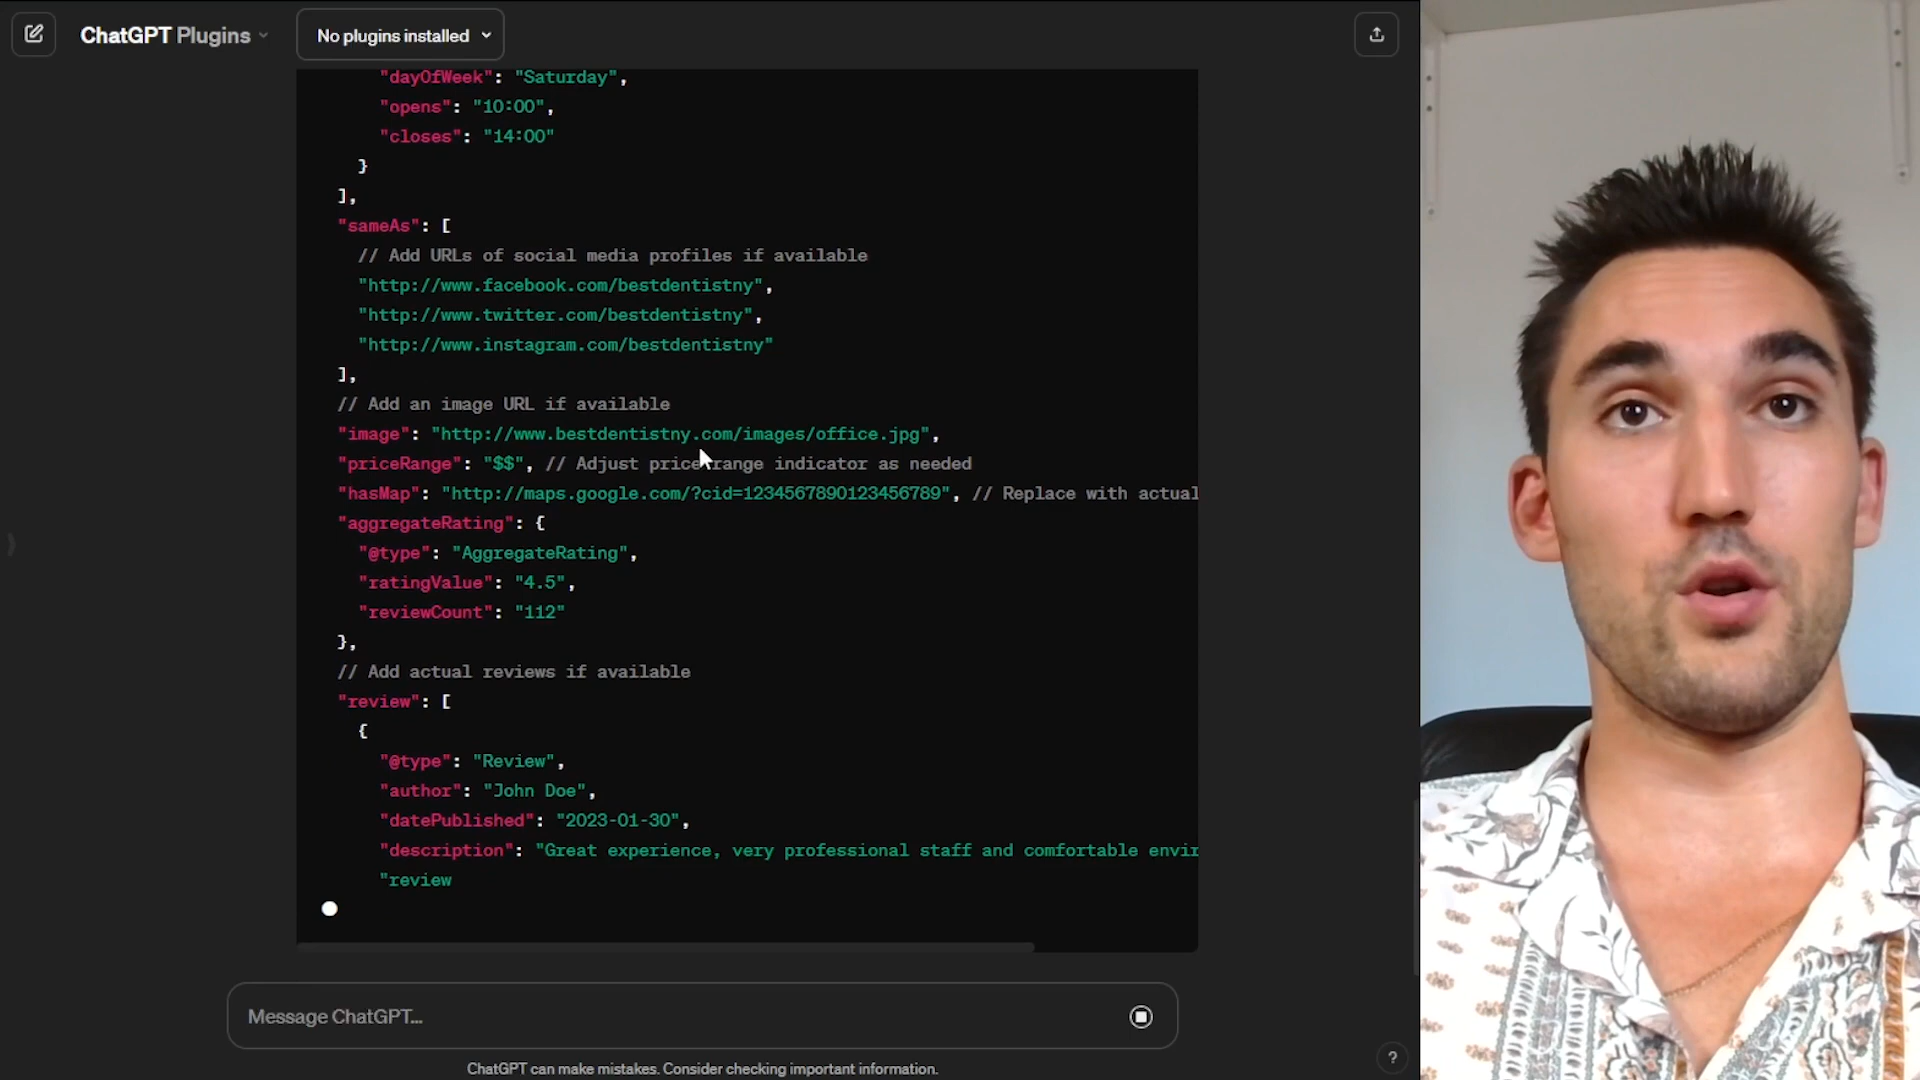 ChatGPT Plugins
No plugins installed
"dayOfWeek": "Saturday",
"opens": "10:00",
"closes": "14:00"
}
],
"sameAs": [
// Add URLs of social media profiles if available
"http://www.facebook.com/bestdentistny",
"http://www.twitter.com/bestdentistny",
"http://www.instagram.com/bestdentistny"
],
// Add an image URL if available
"image": "http://www.bestdentistny.com/images/office.jpg",
"priceRange": "$$", // Adjust price range indicator as needed
"hasMap": "http://maps.google.com/?cid=1234567890123456789", // Replace with actual
"aggregateRating": {
"@type": "AggregateRating",
"ratingValue": "4.5",
"reviewCount": "112"
},
// Add actual reviews if available
"review": [
{
"@type": "Review",
"author": "John Doe",
"datePublished": "2023-01-30",
"description": "Great experience, very professional staff and comfortable envir
"review
Message ChatGPT...
ChatGPT can make mistakes. Consider checking important information.
?